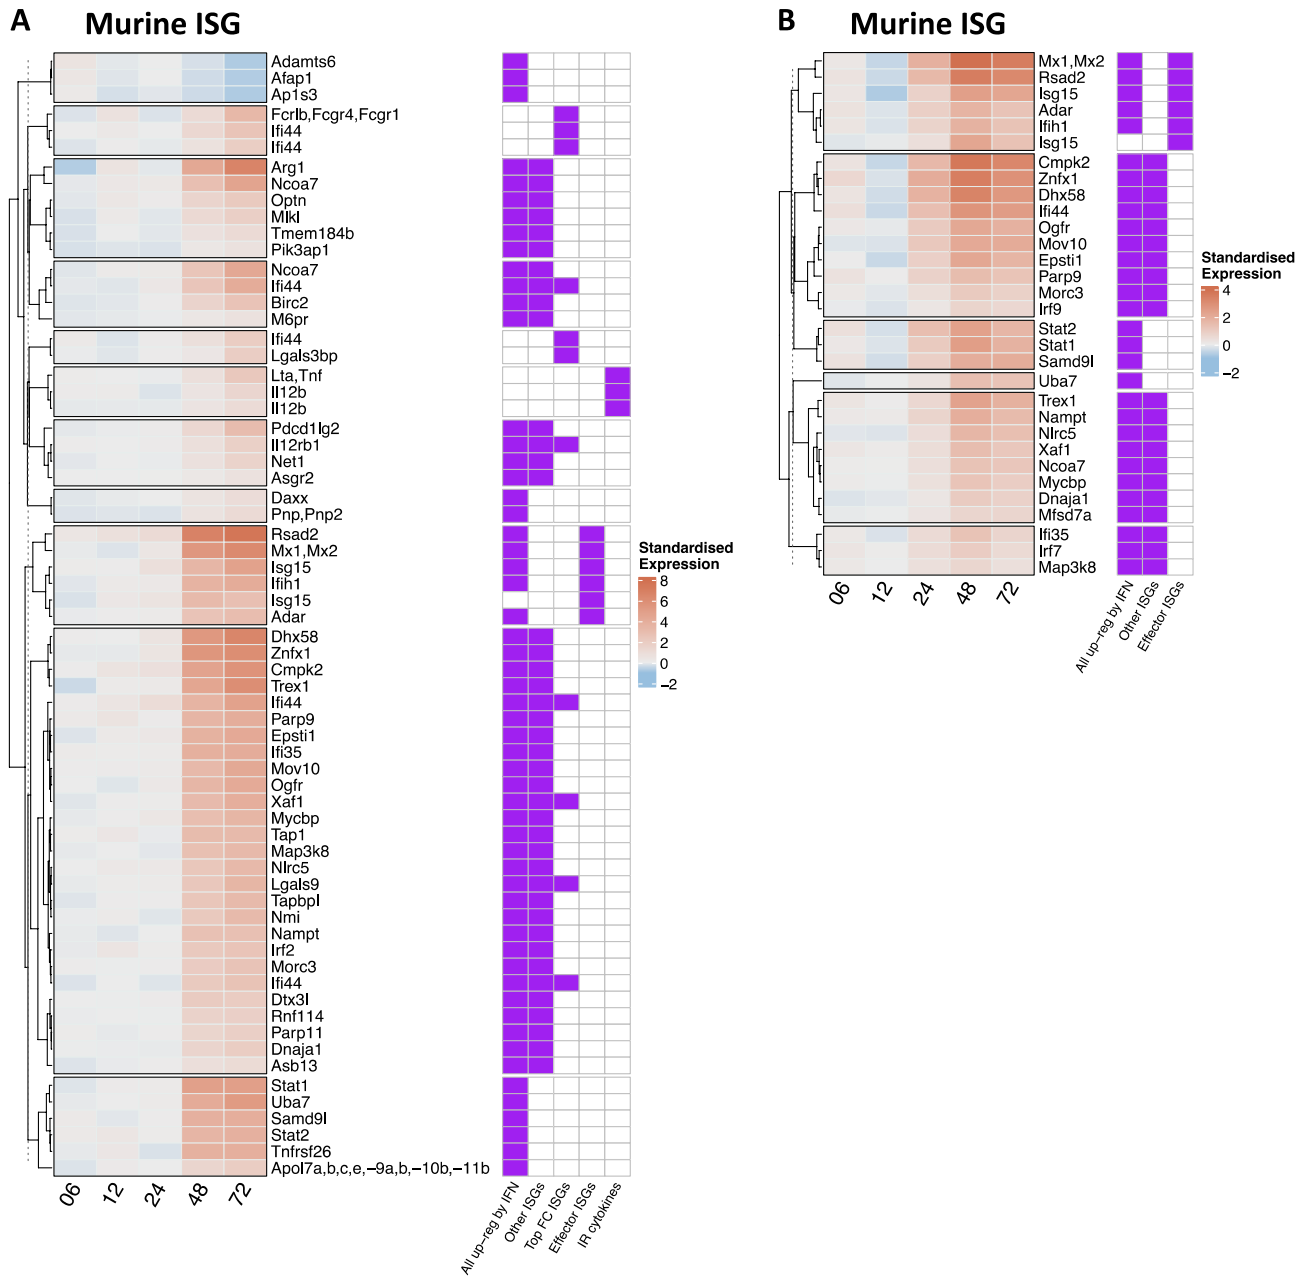 A
Murine ISG
Adamts6
Afap1
Ap1s3
Fcrlb,Fcgr4,Fcgr1
Ifi44
Ifi44
Arg1
Ncoa7
Optn
Mlkl
Tmem184b
Pik3ap1
Ncoa7
Ifi44
Birc2
M6pr
Ifi44
Lgals3bp
Lta,Tnf
Il12b
Il12b
Pdcd1lg2
Il12rb1
Net1
Asgr2
Daxx
Pnp,Pnp2
Rsad2
Mx1,Mx2
Isg15
Ifih1
Isg15
Adar
Dhx58
Znfx1
Cmpk2
Trex1
Ifi44
Parp9
Epsti1
Ifi35
Mov10
Ogfr
Xaf1
Mycbp
Tap1
Map3k8
Nlrc5
Lgals9
Tapbpl
Nmi
Nampt
Irf2
Morc3
Ifi44
Dtx3l
Rnf114
Parp11
Dnaja1
Asb13
Stat1
Uba7
Samd9l
Stat2
Tnfrsf26
Apol7a,b,c,e,−9a,b,−10b,−11b
06
12
24
48
72
All up−reg by IFN
Other ISGs
Top FC ISGs
Effector ISGs
IR cytokines
Standardised
Expression
8
6
4
2
0
−2
B
Murine ISG
Mx1,Mx2
Rsad2
Isg15
Adar
Ifih1
Isg15
Cmpk2
Znfx1
Dhx58
Ifi44
Ogfr
Mov10
Epsti1
Parp9
Morc3
Irf9
Stat2
Stat1
Samd9l
Uba7
Trex1
Nampt
Nlrc5
Xaf1
Ncoa7
Mycbp
Dnaja1
Mfsd7a
Ifi35
Irf7
Map3k8
06
12
24
48
72
All up−reg by IFN
Other ISGs
Effector ISGs
Standardised
Expression
4
2
0
−2